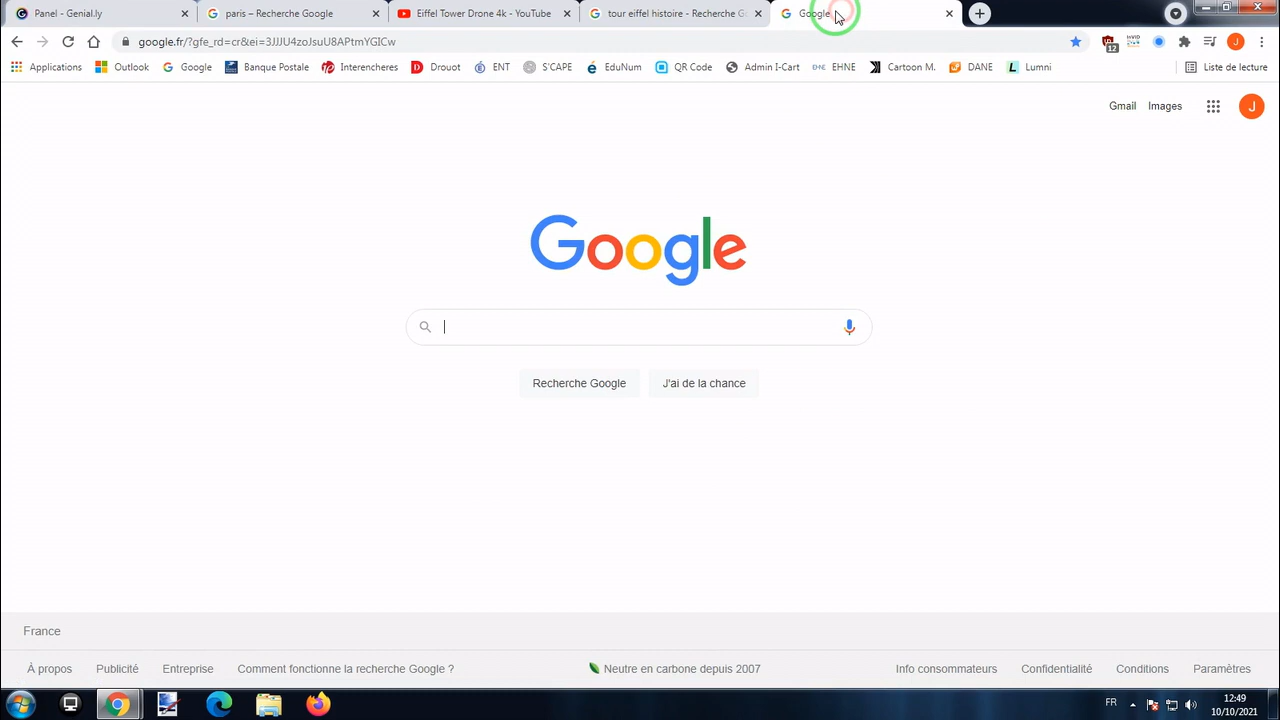 Panel - Genial.ly
paris – Recherche Google
Eiffel Tower Drone 4k - YouTube
tour eiffel histoire - Recherche G
Google
google.fr/?gfe_rd=cr&ei=3JJJU4zoJsuU8APtmYGICw
12
J
Applications
Outlook
Google
Banque Postale
Interencheres
Drouot
ENT
S'CAPE
EduNum
QR Code
Admin I-Cart
EHNE
Cartoon M.
DANE
Lumni
Liste de lecture
Gmail
Images
J
Google
Recherche Google
J'ai de la chance
France
À propos
Publicité
Entreprise
Comment fonctionne la recherche Google ?
Neutre en carbone depuis 2007
Info consommateurs
Confidentialité
Conditions
Paramètres
FR
12:49
10/10/2021